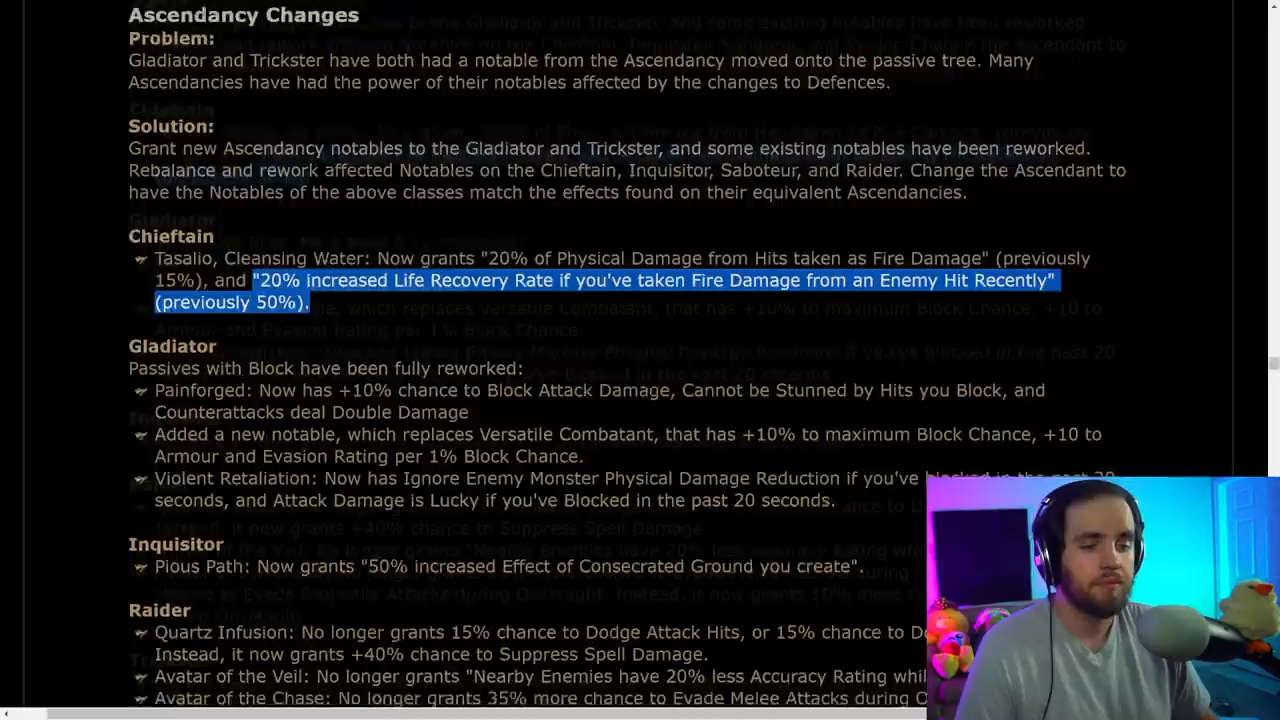 Ascendancy Changes
Problem:
Gladiator and Trickster have both had a notable from the Ascendancy moved onto the passive tree. Many
Ascendancies have had the power of their notables affected by the changes to Defences.
Solution:
Grant new Ascendancy notables to the Gladiator and Trickster, and some existing notables have been reworked.
Rebalance and rework affected Notables on the Chieftain, Inquisitor, Saboteur, and Raider. Change the Ascendant to
have the Notables of the above classes match the effects found on their equivalent Ascendancies.
Chieftain
Tasalio, Cleansing Water: Now grants "20% of Physical Damage from Hits taken as Fire Damage" (previously
15%), and "20% increased Life Recovery Rate if you've taken Fire Damage from an Enemy Hit Recently"
(previously 50%).
Gladiator
Passives with Block have been fully reworked:
Painforged: Now has +10% chance to Block Attack Damage, Cannot be Stunned by Hits you Block, and
Counterattacks deal Double Damage
Added a new notable, which replaces Versatile Combatant, that has +10% to maximum Block Chance, +10 to
Armour and Evasion Rating per 1% Block Chance.
Violent Retaliation: Now has Ignore Enemy Monster Physical Damage Reduction if you've blocked in the past 20
seconds, and Attack Damage is Lucky if you've Blocked in the past 20 seconds.
Inquisitor
Pious Path: Now grants "50% increased Effect of Consecrated Ground you create".
Raider
Quartz Infusion: No longer grants 15% chance to Dodge Attack Hits, or 15% chance to
Instead, it now grants +40% chance to Suppress Spell Damage.
Avatar of the Veil: No longer grants "Nearby Enemies have 20% less Accuracy Rating
Avatar of the Chase: No longer grants 35% more chance to Evade Melee Attacks during